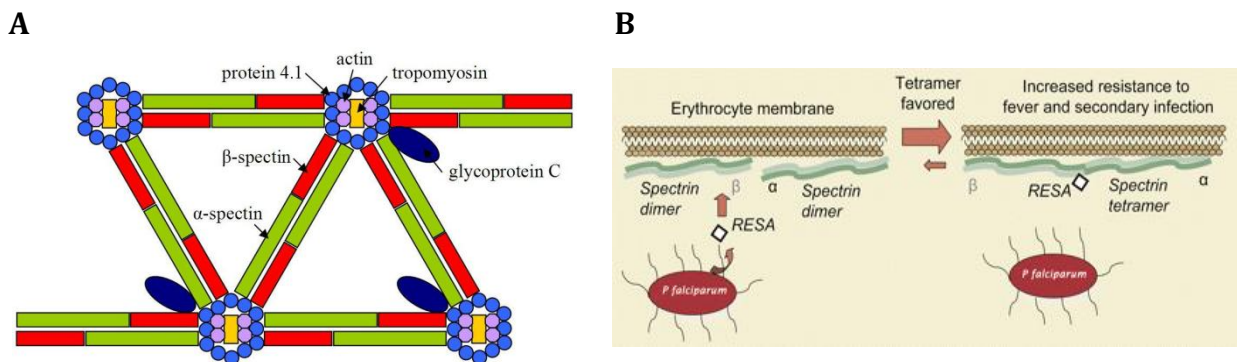 A
B
actin
protein 4.1
tropomyosin
β-spectin
glycoprotein C
α-spectin
Erythrocyte membrane
Tetramer
favored
Increased resistance to
fever and secondary infection
Spectrin
dimer
β
α
Spectrin
dimer
RESA
P falciparum
β
RESA
Spectrin
tetramer
α
P falciparum